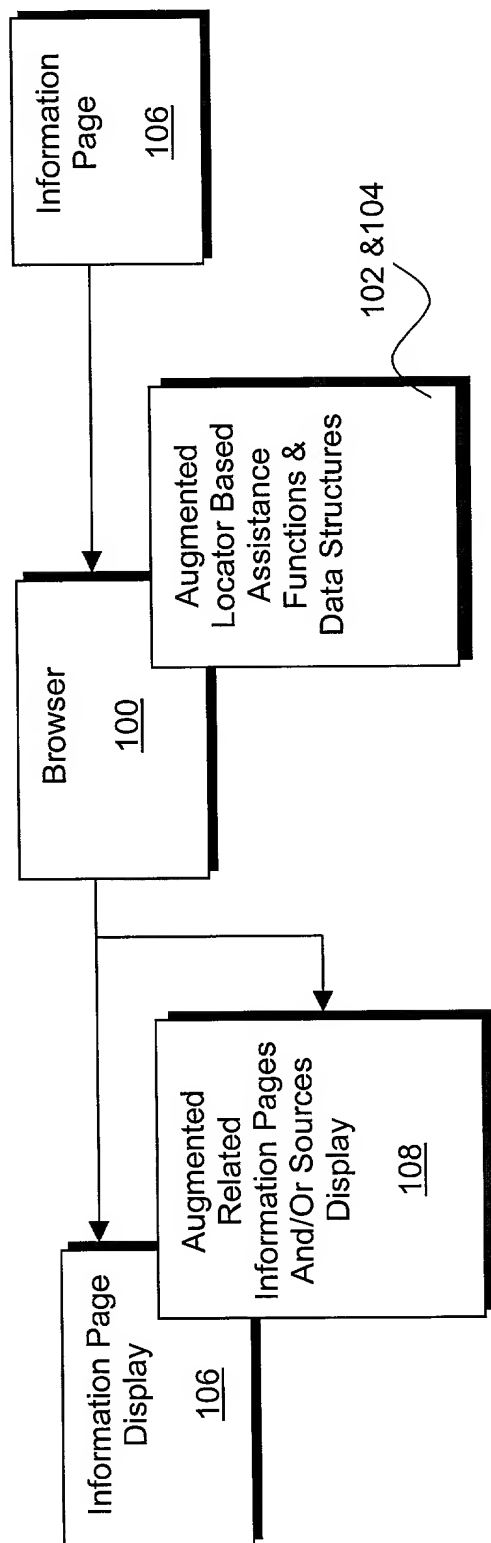 Information Page
Display
106
Augmented
Related
Information Pages
And/Or Sources
Display
108
Browser
100
Augmented
Locator Based
Assistance
Functions &
Data Structures
102 &104
Information
Page
106